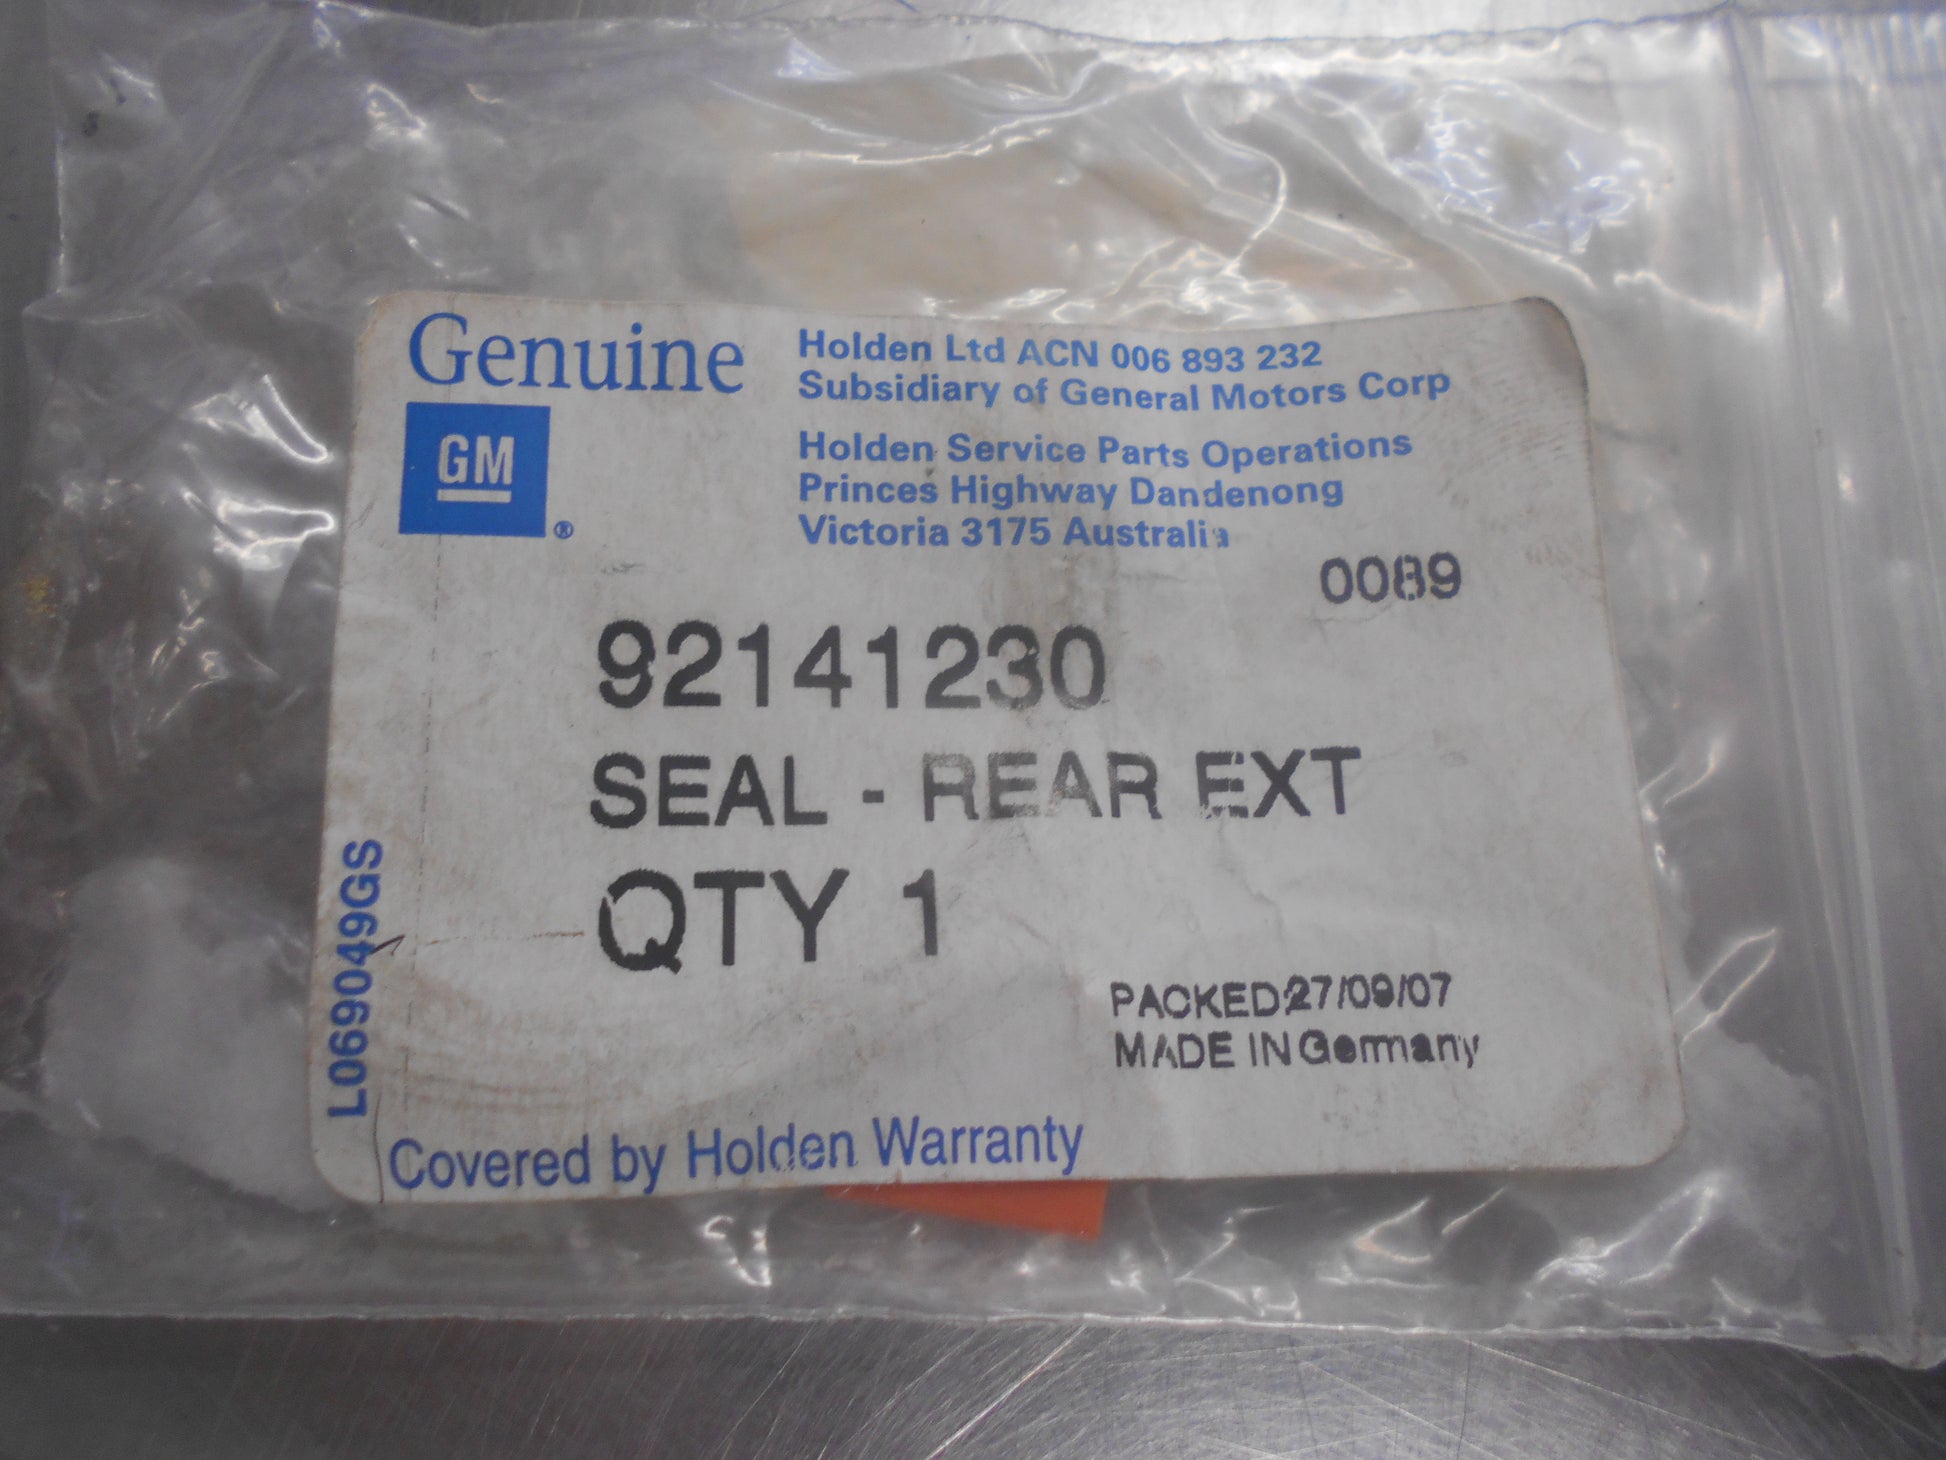 Genuine
GM
®
Holden Ltd ACN 006 893 232
Subsidiary of General Motors Corp
Holden Service Parts Operations
Princes Highway Dandenong
Victoria 3175 Australia
0089
92141230
SEAL - REAR EXT
QTY 1
PACKED 27/09/07
MADE IN Germany
L069049GS
Covered by Holden Warranty